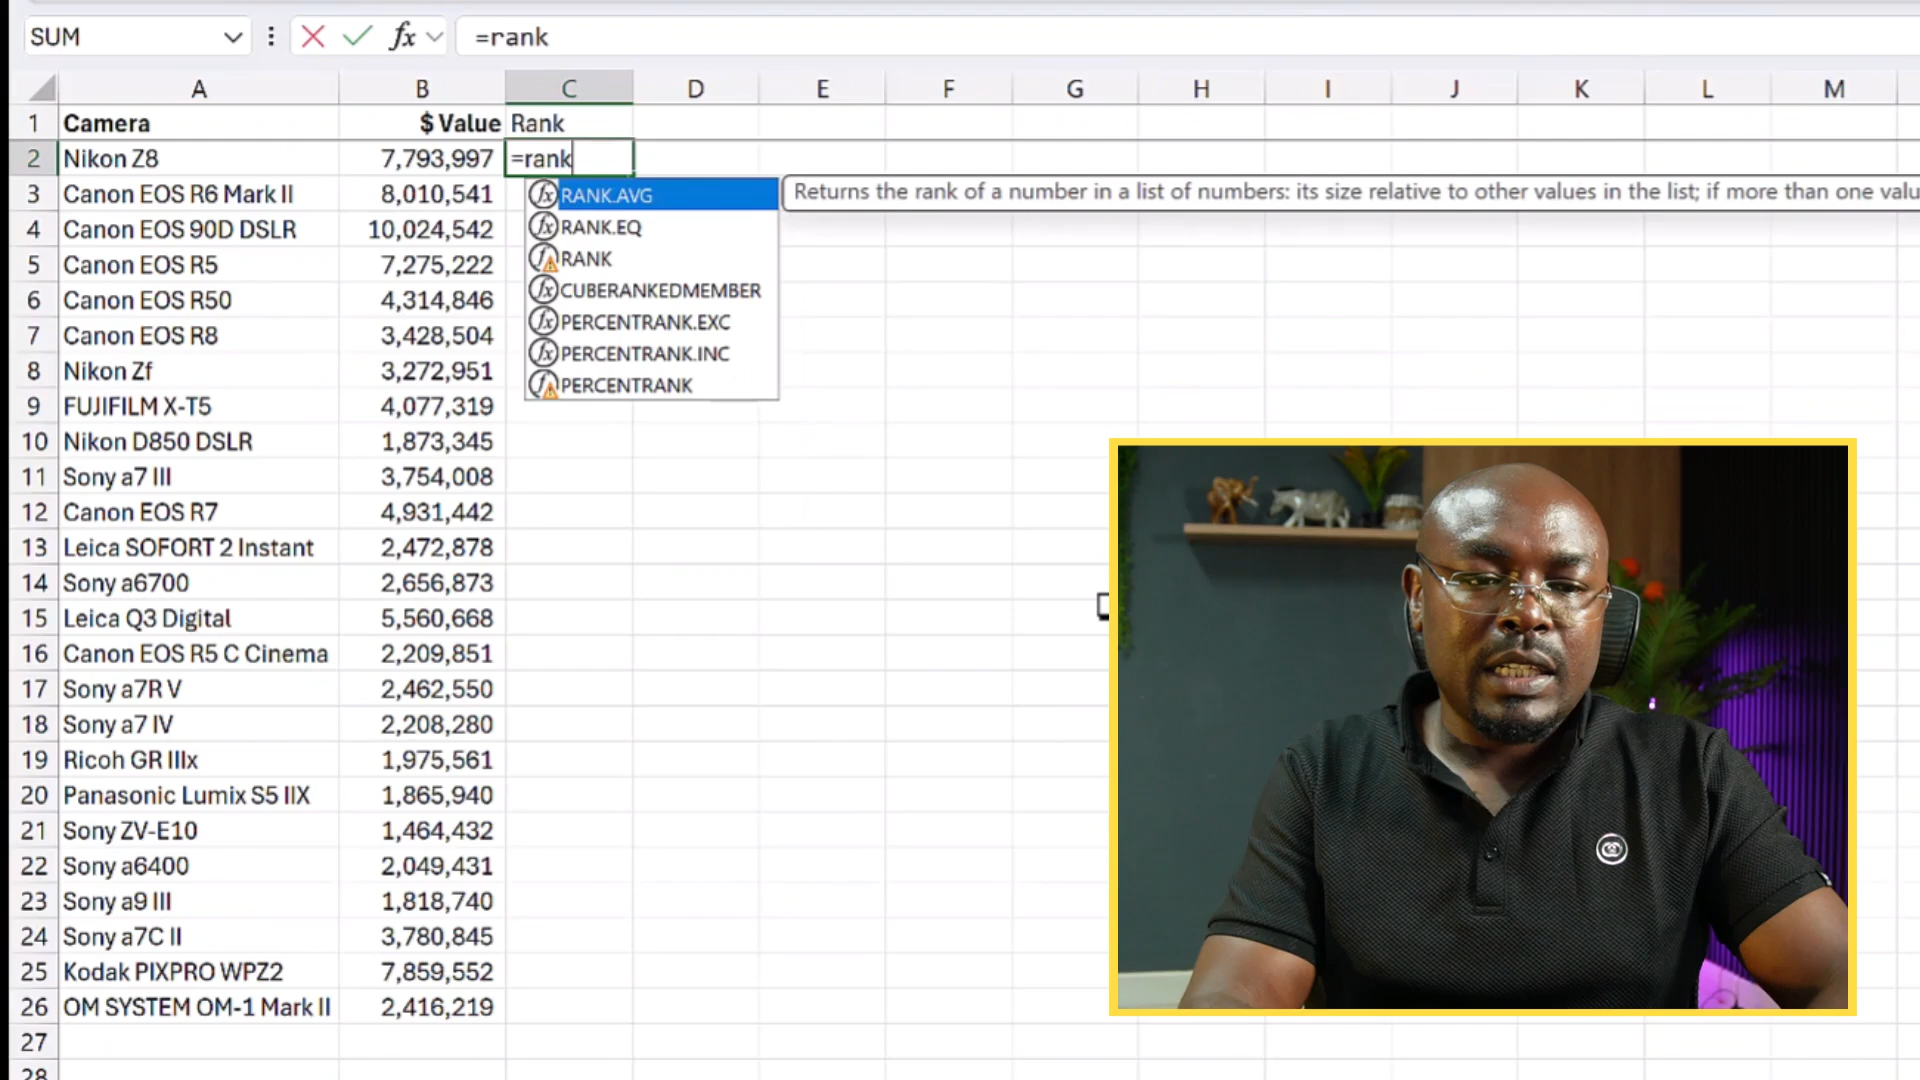 SUM fx =rank
A B C D E F G H I J K L M
1 Camera $ Value Rank
2 Nikon Z8 7,793,997 =rank
3 Canon EOS R6 Mark II 8,010,541
4 Canon EOS 90D DSLR 10,024,542
5 Canon EOS R5 7,275,222
6 Canon EOS R50 4,314,846
7 Canon EOS R8 3,428,504
8 Nikon Zf 3,272,951
9 FUJIFILM X-T5 4,077,319
10 Nikon D850 DSLR 1,873,345
11 Sony a7 III 3,754,008
12 Canon EOS R7 4,931,442
13 Leica SOFORT 2 Instant 2,472,878
14 Sony a6700 2,656,873
15 Leica Q3 Digital 5,560,668
16 Canon EOS R5 C Cinema 2,209,851
17 Sony a7R V 2,462,550
18 Sony a7 IV 2,208,280
19 Ricoh GR IIIx 1,975,561
20 Panasonic Lumix S5 IIX 1,865,940
21 Sony ZV-E10 1,464,432
22 Sony a6400 2,049,431
23 Sony a9 III 1,818,740
24 Sony a7C II 3,780,845
25 Kodak PIXPRO WPZ2 7,859,552
26 OM SYSTEM OM-1 Mark II 2,416,219
27
28
fx RANK.AVG
fx RANK.EQ
RANK
fx CUBERANKEDMEMBER
fx PERCENTRANK.EXC
fx PERCENTRANK.INC
PERCENTRANK
Returns the rank of a number in a list of numbers: its size relative to other values in the list; if more than one valu